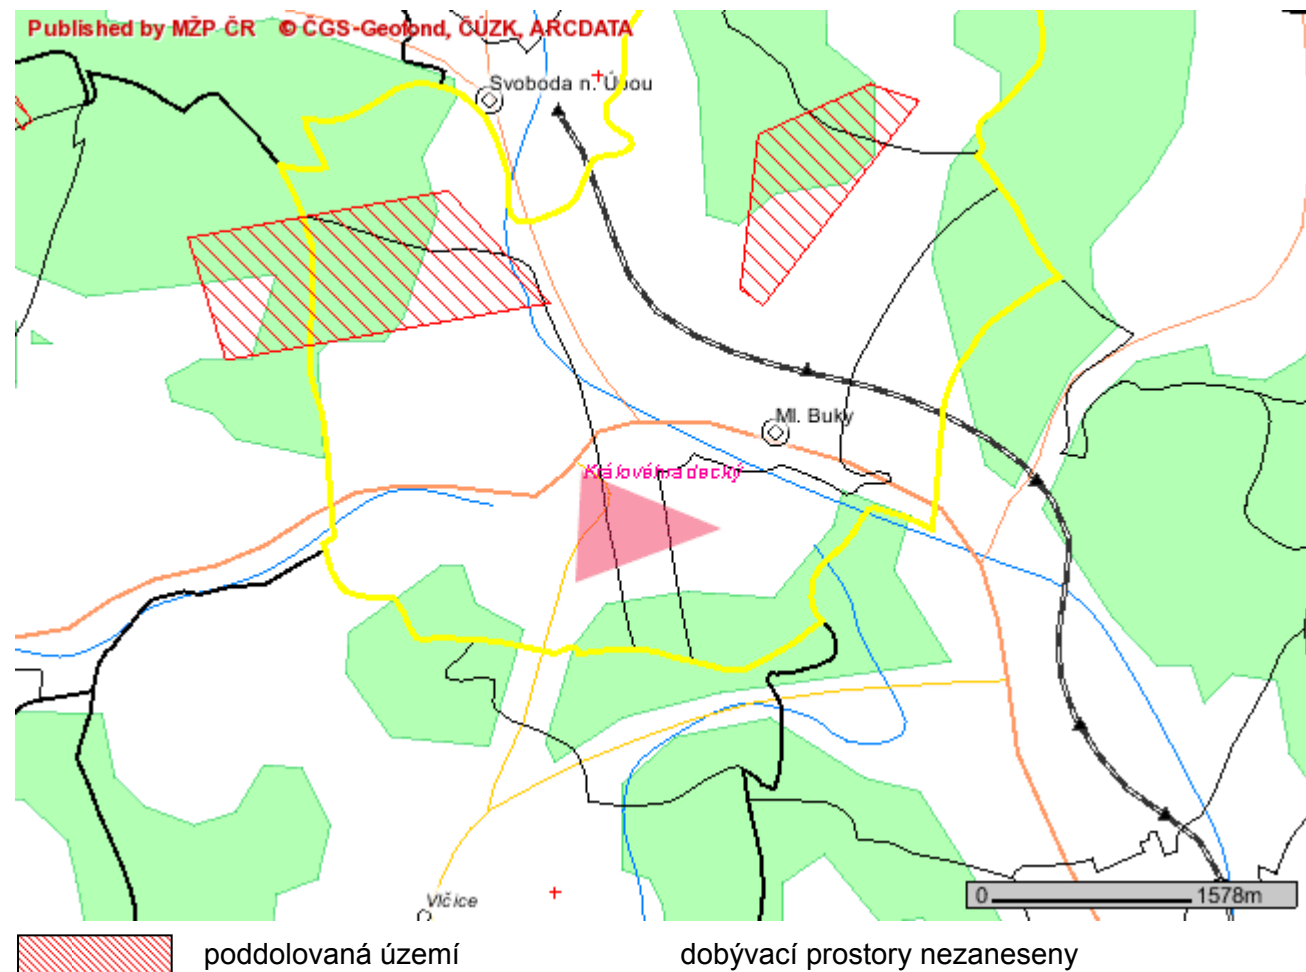 Published by MŽP ČR © ČGS-Geofond, ČÚZK, ARCDATA
Svoboda n. Úpou
Ml. Buky
Královéhradecký
Vlčice
0 1578m
poddolovaná území dobývací prostory nezaneseny